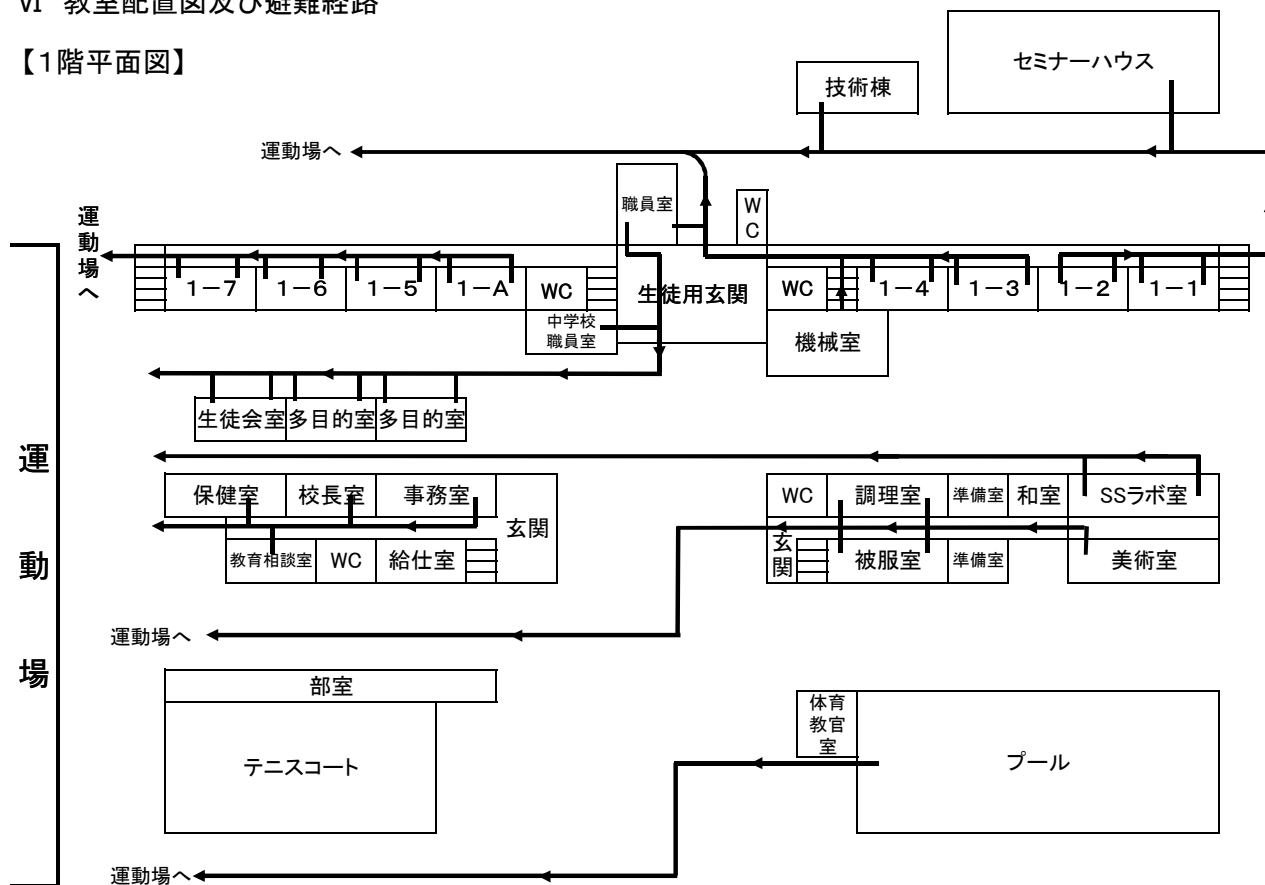 Ⅵ 教室配置図及び避難経路
【1階平面図】
セミナーハウス
技術棟
運動場へ
職員室
W
C
運
動
場
へ
1－7
1－6
1－5
1－A
WC
生徒用玄関
WC
1－4
1－3
1－2
1－1
中学校
職員室
機械室
生徒会室
多目的室
多目的室
運
動
場
保健室
校長室
事務室
玄関
教育相談室
WC
給仕室
WC
調理室
準備室
和室
SSラボ室
玄
関
被服室
準備室
美術室
運動場へ
部室
テニスコート
体育
教官
室
プール
運動場へ